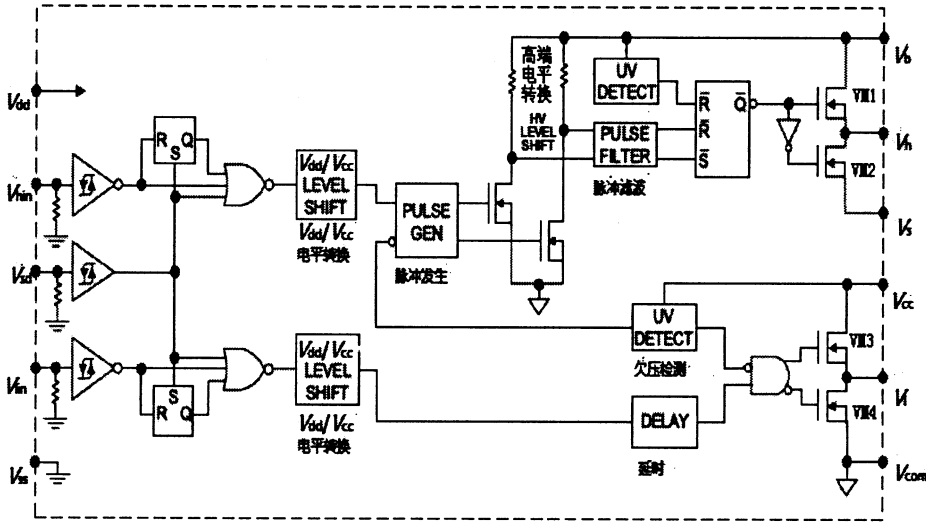 Vdd
Vhin
Vsd
Vlin
Vss
R Q
S
S
R Q
Vdd/Vcc
LEVEL
SHIFT
Vdd/Vcc
电平转换
Vdd/Vcc
LEVEL
SHIFT
Vdd/Vcc
电平转换
PULSE
GEN
脉冲发生
高端
电平
转换
HV
LEVEL
SHIFT
UV
DETECT
PULSE
FILTER
脉冲滤波
R̅ Q̅
R̅
S̅
VM1
VM2
UV
DETECT
欠压检测
DELAY
延时
VM3
VM4
Vb
Vh
Vs
Vcc
Vl
Vcom